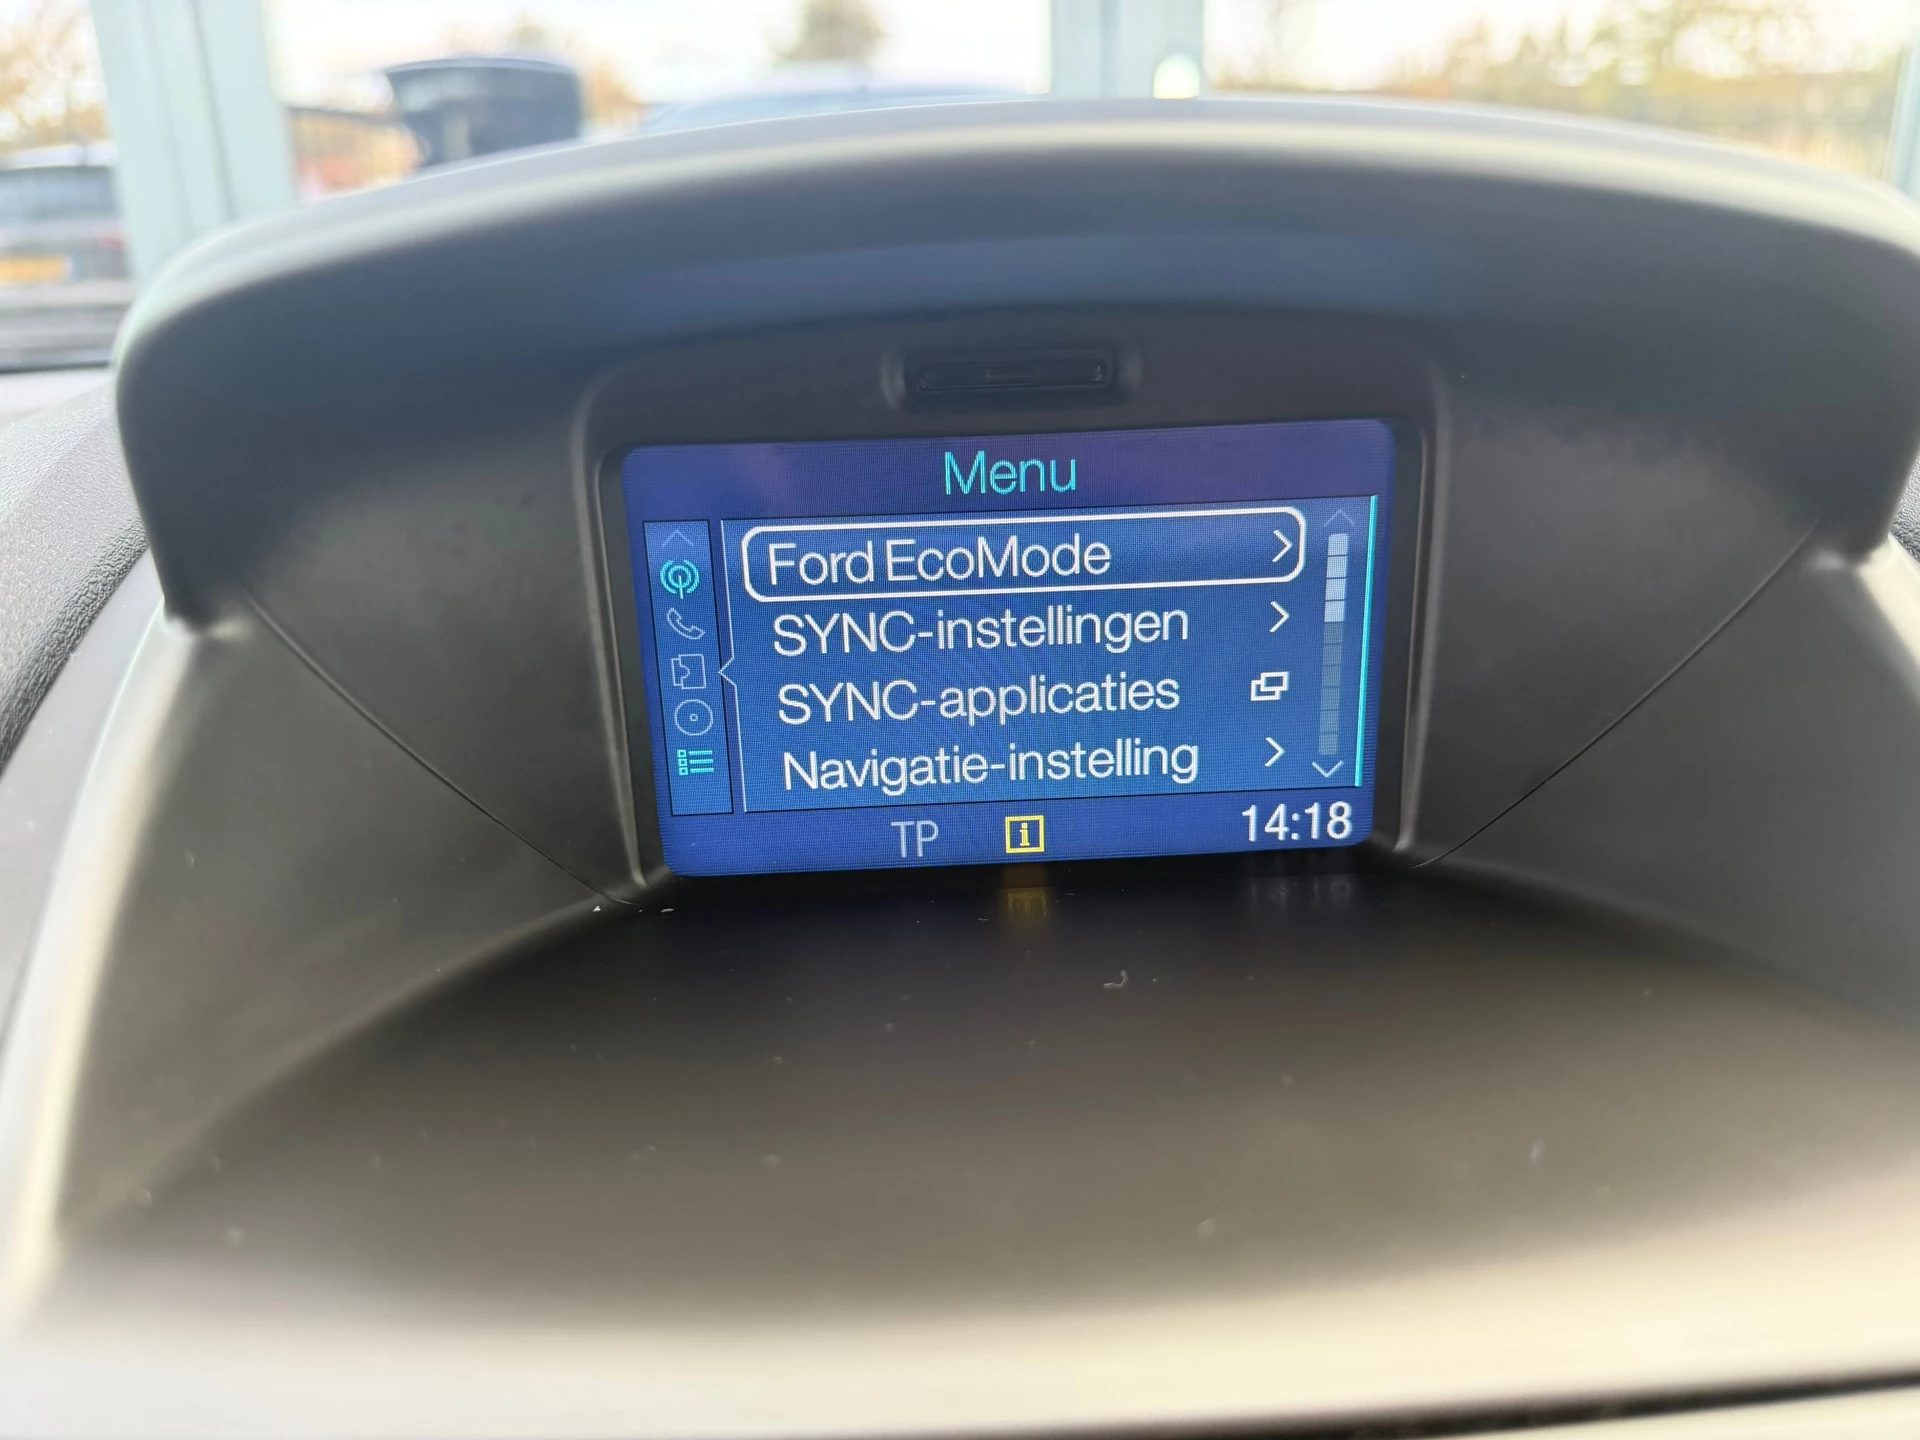 Menu
Ford EcoMode
SYNC-instellingen
SYNC-applicaties
Navigatie-instelling
TP i 14:18